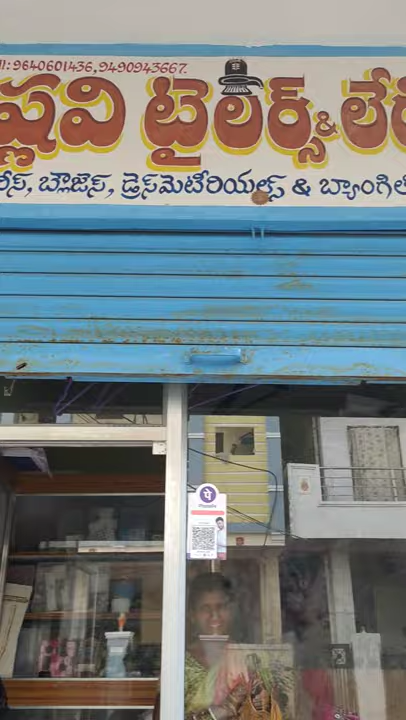 : 9640601436, 9490943667.
ష్ణవి టైలర్స్ & లేడీ
రీస్, బ్లౌజెస్, డ్రెస్‌మెటీరియల్స్ & బ్యాంగిల్
पे
PhonePe